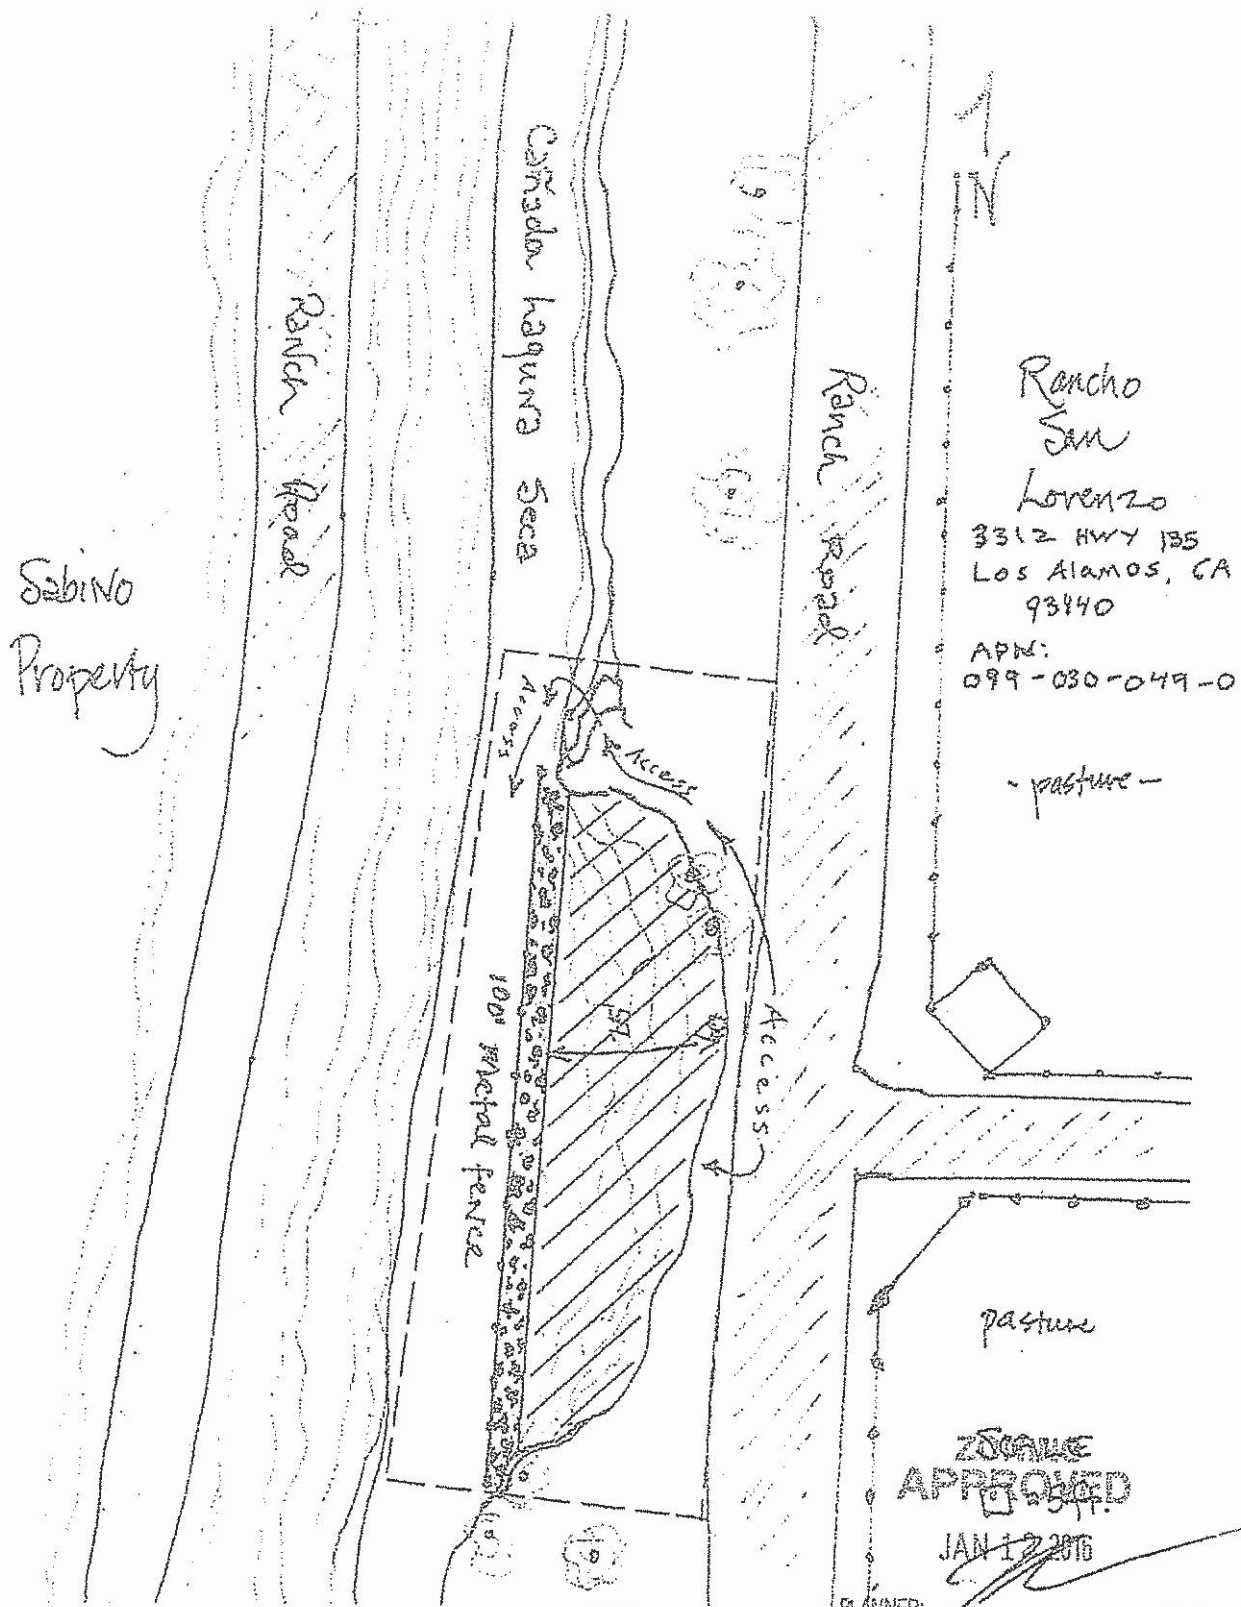 N
Rancho
San
Lorenzo
3312 HWY 135
Los Alamos, CA
93440
APN:
099-030-049-0
- pasture -
Ranch Road
Cañada Laguna Seca
Ranch Road
Sabino
Property
Access
Access
Access
100' metal fence
pasture
APPROVED
JAN 12 2016
PLANNER: